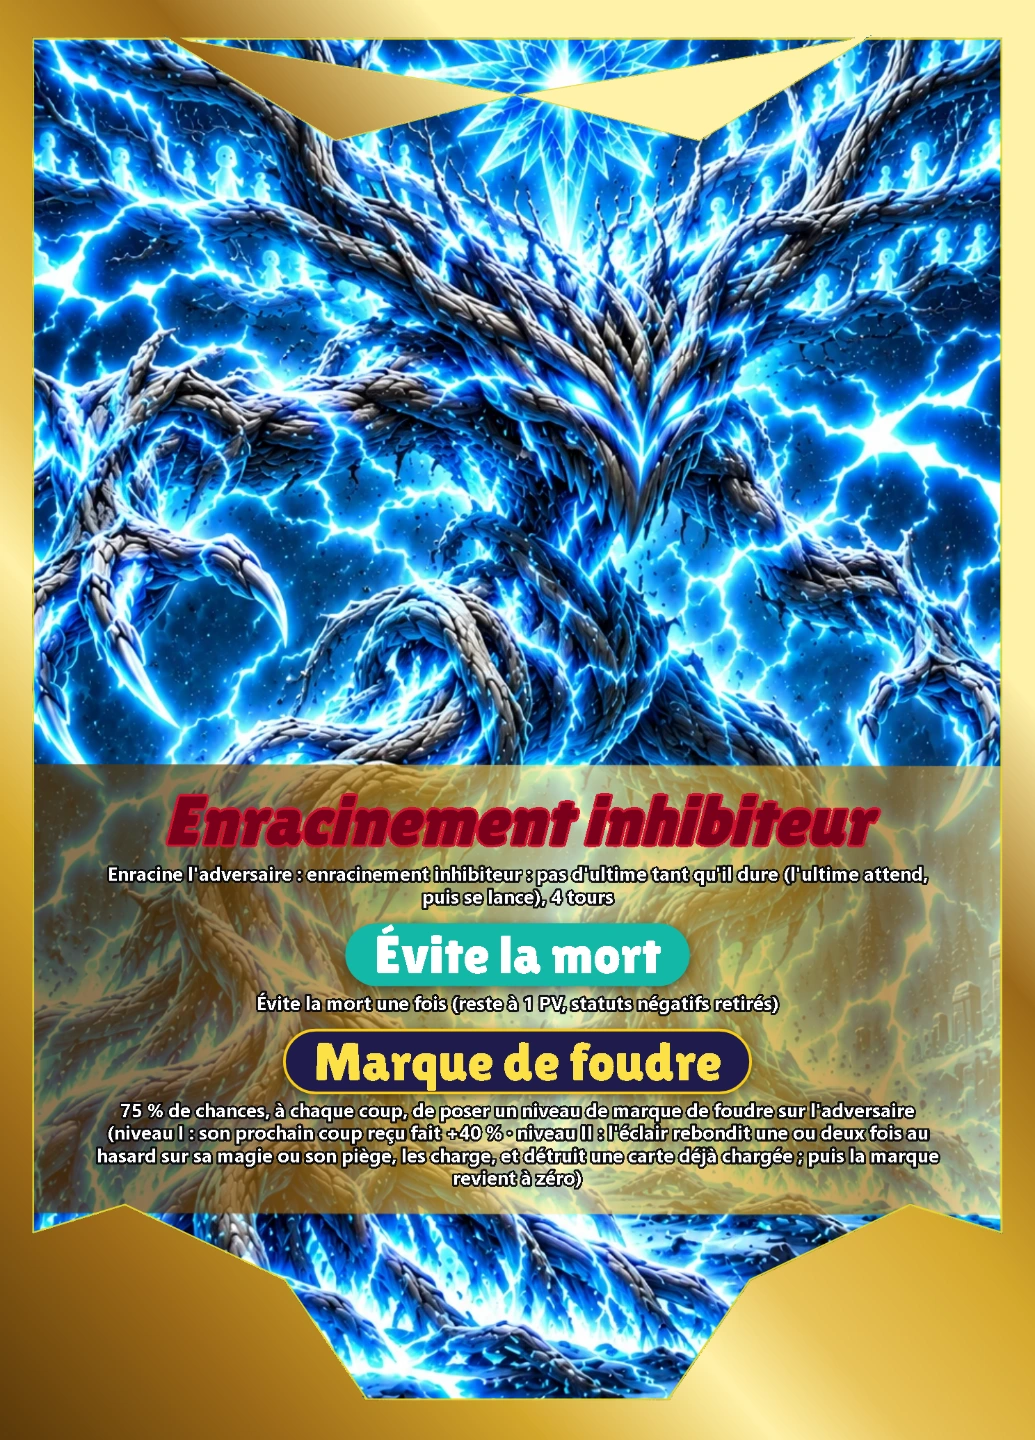 Enracinement inhibiteur
Enracine l'adversaire : enracinement inhibiteur : pas d'ultime tant qu'il dure (l'ultime attend,
puis se lance), 4 tours
Évite la mort
Évite la mort une fois (reste à 1 PV, statuts négatifs retirés)
Marque de foudre
75 % de chances, à chaque coup, de poser un niveau de marque de foudre sur l'adversaire
(niveau I : son prochain coup reçu fait +40 % · niveau II : l'éclair rebondit une ou deux fois au
hasard sur sa magie ou son piège, les charge, et détruit une carte déjà chargée ; puis la marque
revient à zéro)